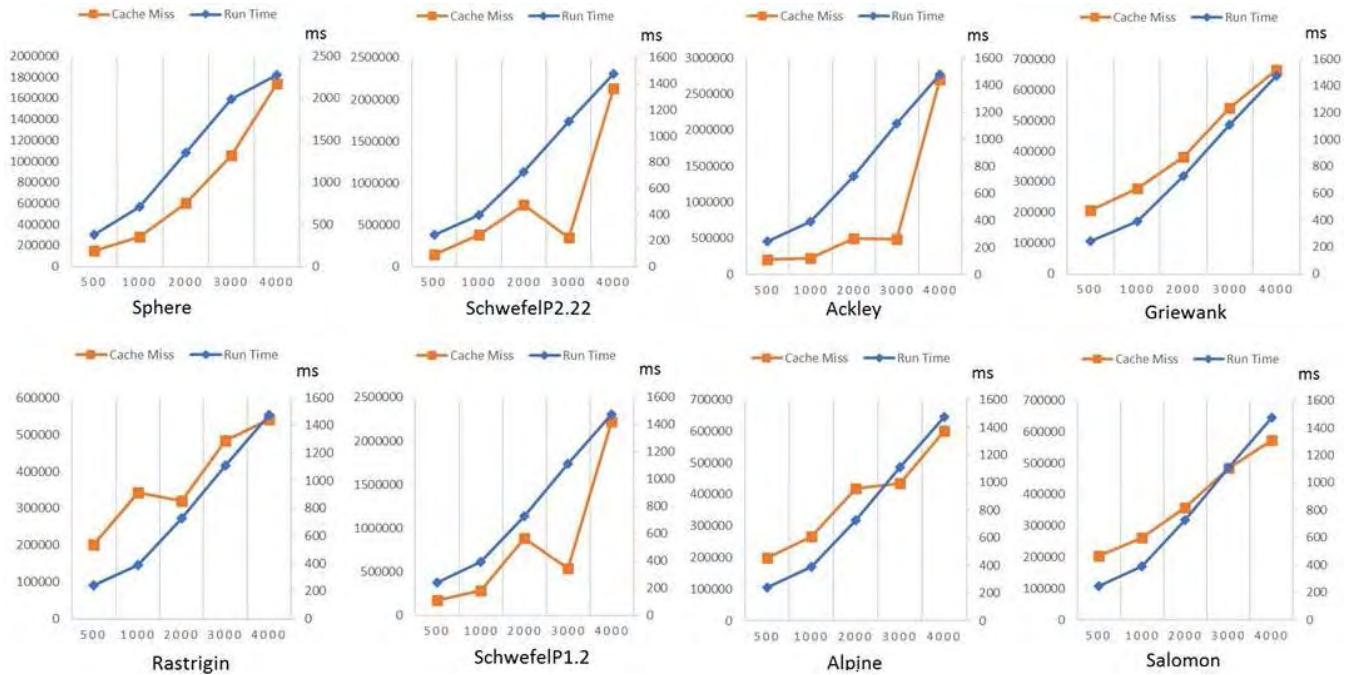 Cache Miss Run Time
ms
2000000 2500
1800000
1600000 2000
1400000
1200000 1500
1000000
800000 1000
600000
400000 500
200000
0 0
500 1000 2000 3000 4000
Sphere
Cache Miss Run Time
ms
2500000 1600
1400
2000000 1200
1500000 1000
800
1000000 600
500000 400
200
0 0
500 1000 2000 3000 4000
SchwefelP2.22
Cache Miss Run Time
ms
3000000 1600
2500000 1400
1200
2000000 1000
1500000 800
1000000 600
400
500000 200
0 0
500 1000 2000 3000 4000
Ackley
Cache Miss Run Time
ms
700000 1600
600000 1400
500000 1200
400000 1000
800
300000 600
200000 400
100000 200
0 0
500 1000 2000 3000 4000
Griewank
Cache Miss Run Time
ms
600000 1600
500000 1400
1200
400000 1000
300000 800
200000 600
400
100000 200
0 0
500 1000 2000 3000 4000
Rastrigin
Cache Miss Run Time
ms
2500000 1600
1400
2000000 1200
1500000 1000
800
1000000 600
500000 400
200
0 0
500 1000 2000 3000 4000
SchwefelP1.2
Cache Miss Run Time
ms
700000 1600
600000 1400
500000 1200
400000 1000
800
300000 600
200000 400
100000 200
0 0
500 1000 2000 3000 4000
Alpine
Cache Miss Run Time
ms
700000 1600
600000 1400
500000 1200
400000 1000
800
300000 600
200000 400
100000 200
0 0
500 1000 2000 3000 4000
Salomon